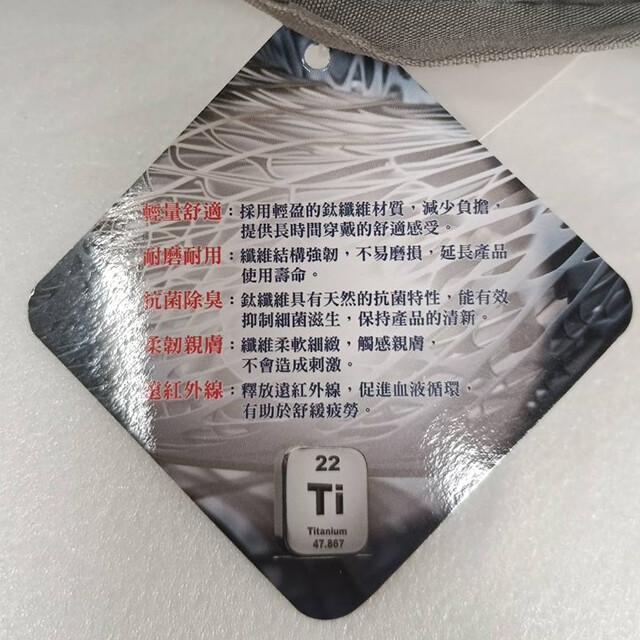 輕量舒適：採用輕盈的鈦纖維材質，減少負擔，
提供長時間穿戴的舒適感受。
耐磨耐用：纖維結構強韌，不易磨損，延長產品
使用壽命。
抗菌除臭：鈦纖維具有天然的抗菌特性，能有效
抑制細菌滋生，保持產品的清新。
柔韌親膚：纖維柔軟細緻，觸感親膚，
不會造成刺激。
遠紅外線：釋放遠紅外線，促進血液循環，
有助於舒緩疲勞。
22
Ti
Titanium
47.867